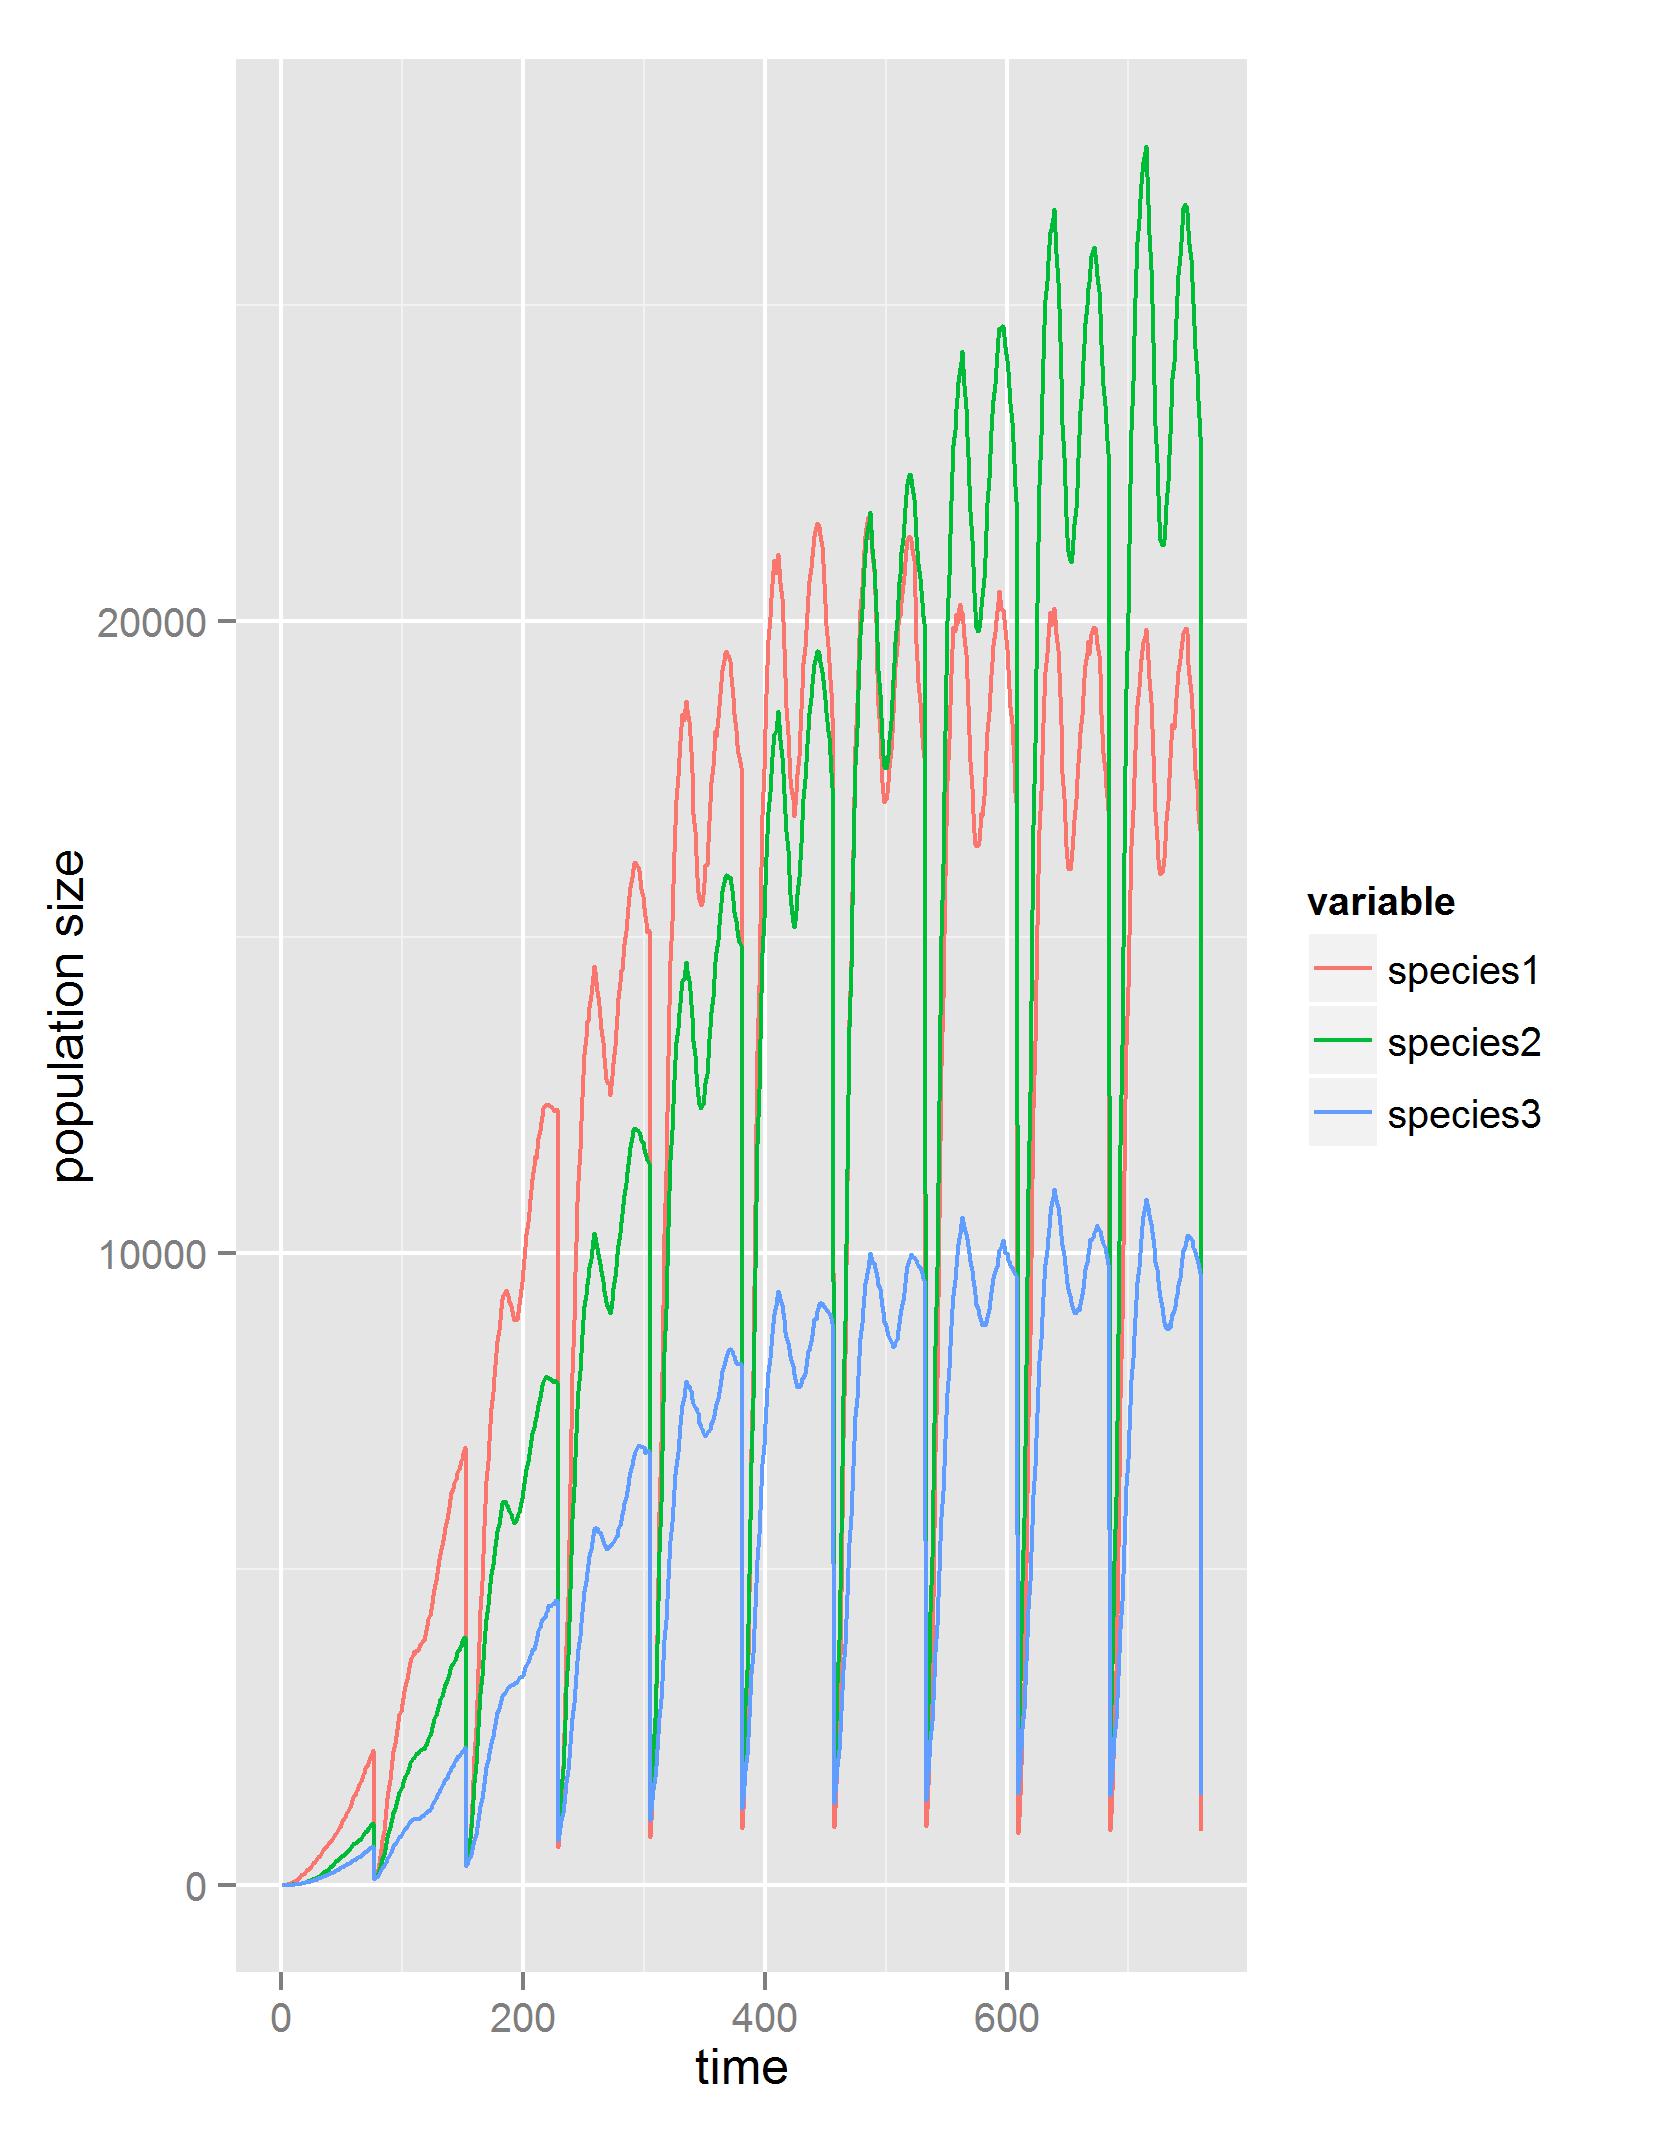 population size
20000
10000
0
0 200 400 600
time
variable
species1
species2
species3